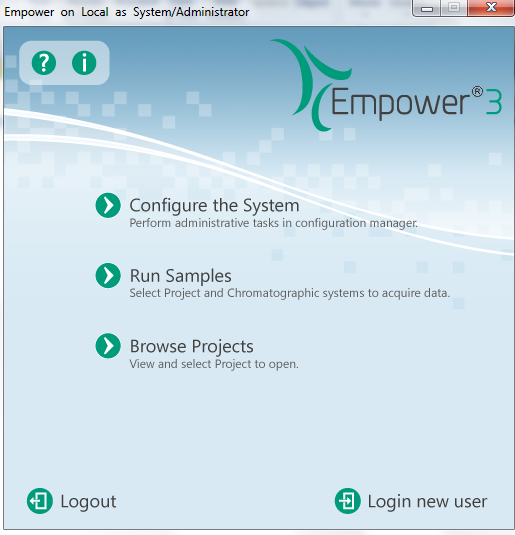 Empower on Local as System/Administrator
? i
Empower® 3
Configure the System
Perform administrative tasks in configuration manager.
Run Samples
Select Project and Chromatographic systems to acquire data.
Browse Projects
View and select Project to open.
Logout
Login new user